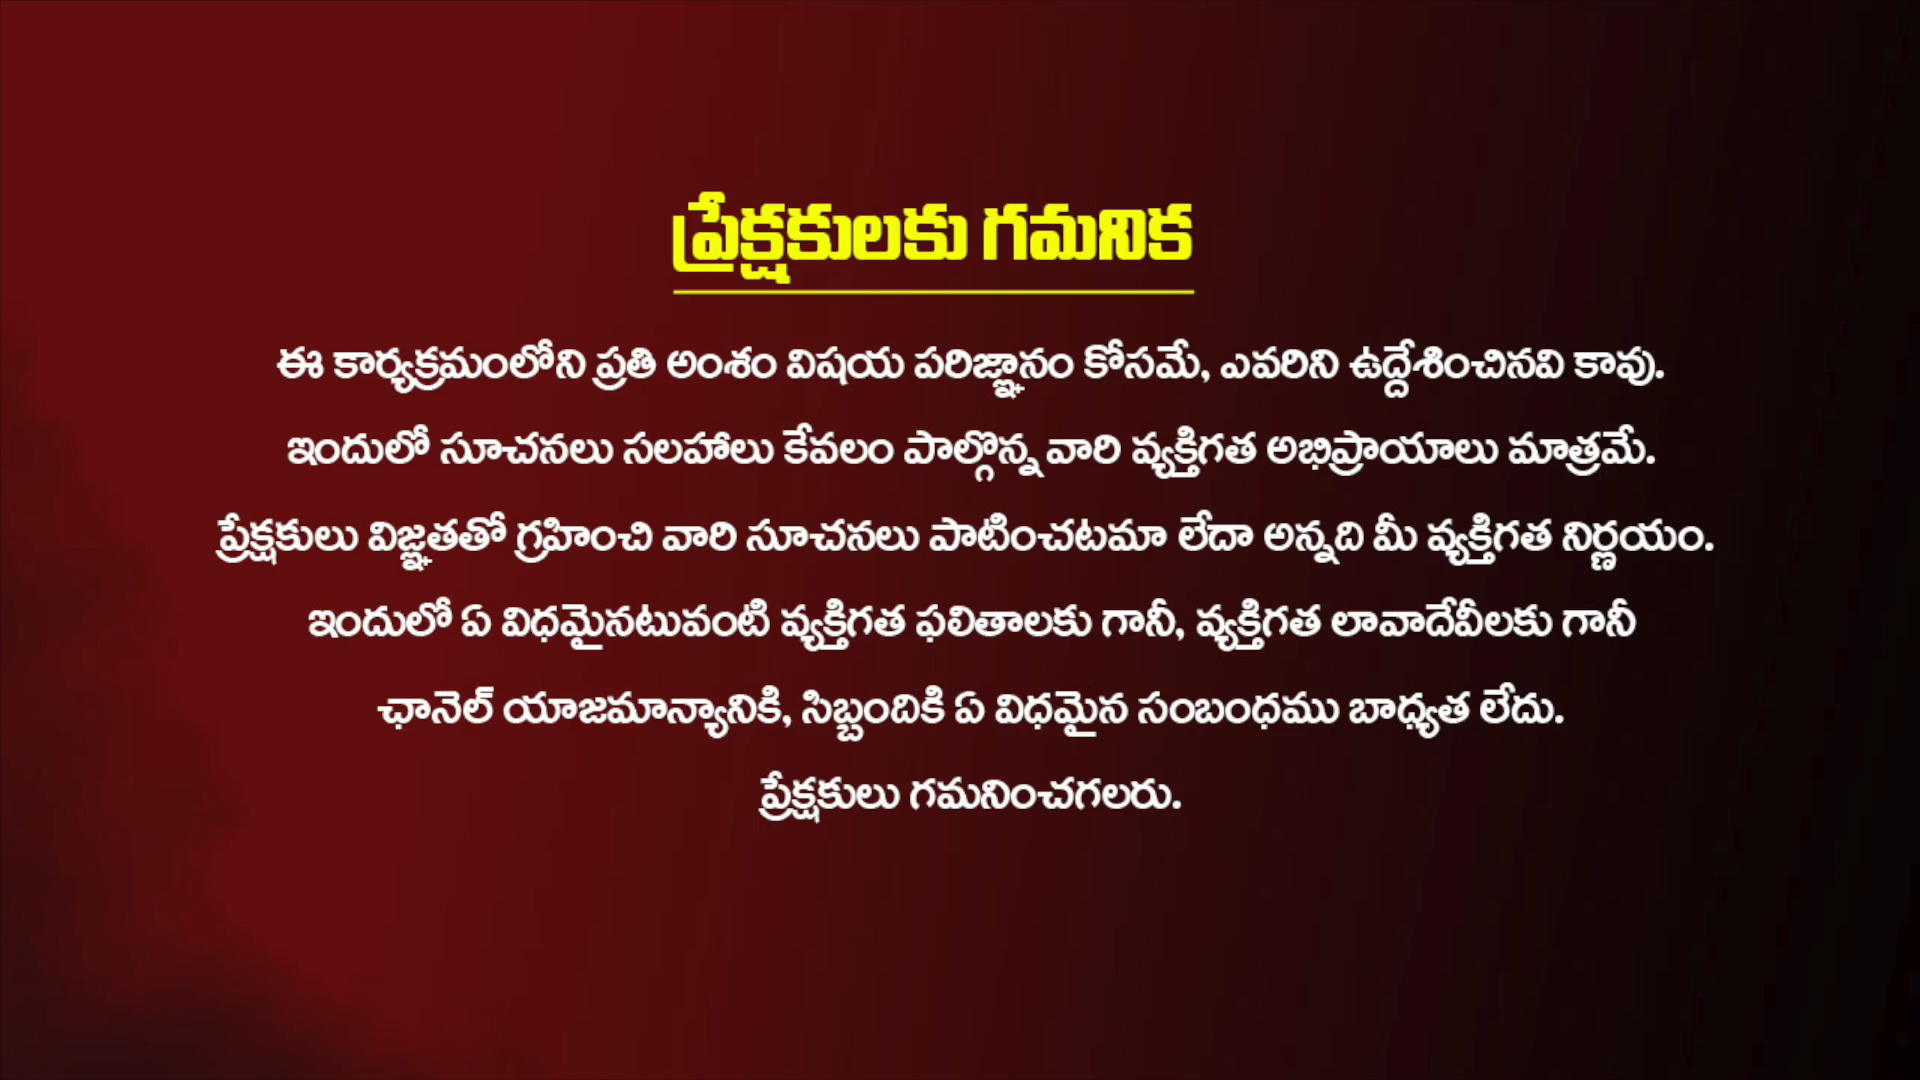 ప్రేక్షకులకు గమనిక
ఈ కార్యక్రమంలోని ప్రతి అంశం విషయ పరిజ్ఞానం కోసమే, ఎవరిని ఉద్దేశించినవి కావు.
ఇందులో సూచనలు సలహాలు కేవలం పాల్గొన్న వారి వ్యక్తిగత అభిప్రాయాలు మాత్రమే.
ప్రేక్షకులు విజ్ఞతతో గ్రహించి వారి సూచనలు పాటించటమా లేదా అన్నది మీ వ్యక్తిగత నిర్ణయం.
ఇందులో ఏ విధమైనటువంటి వ్యక్తిగత ఫలితాలకు గానీ, వ్యక్తిగత లావాదేవీలకు గానీ
ఛానెల్ యాజమాన్యానికి, సిబ్బందికి ఏ విధమైన సంబంధము బాధ్యత లేదు.
ప్రేక్షకులు గమనించగలరు.